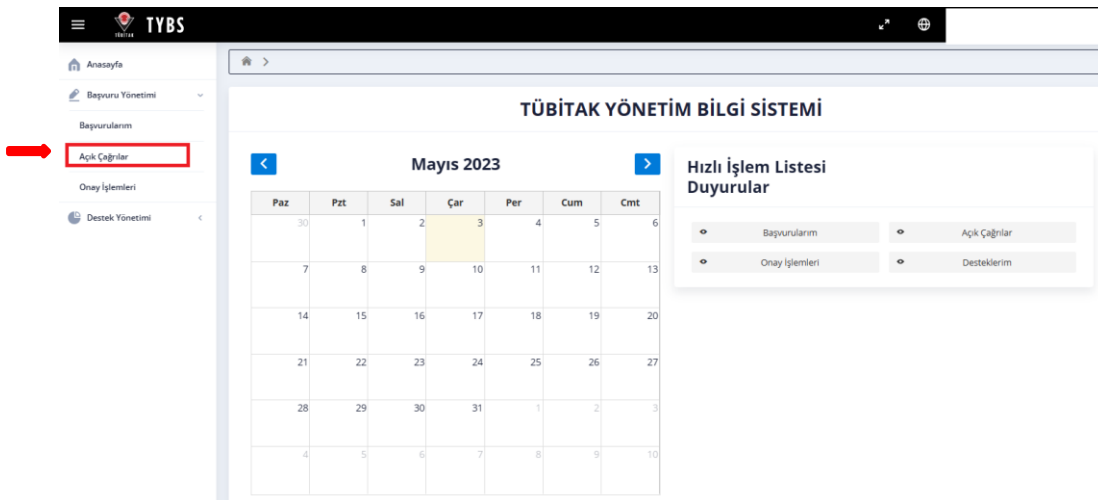 TÜBİTAK TYBS
Anasayfa
Başvuru Yönetimi
Başvurularım
Açık Çağrılar
Onay İşlemleri
Destek Yönetimi
TÜBİTAK YÖNETİM BİLGİ SİSTEMİ
Mayıs 2023
Paz Pzt Sal Çar Per Cum Cmt
30 1 2 3 4 5 6
7 8 9 10 11 12 13
14 15 16 17 18 19 20
21 22 23 24 25 26 27
28 29 30 31 1 2 3
4 5 6 7 8 9 10
Hızlı İşlem Listesi
Duyurular
Başvurularım Açık Çağrılar
Onay İşlemleri Desteklerim